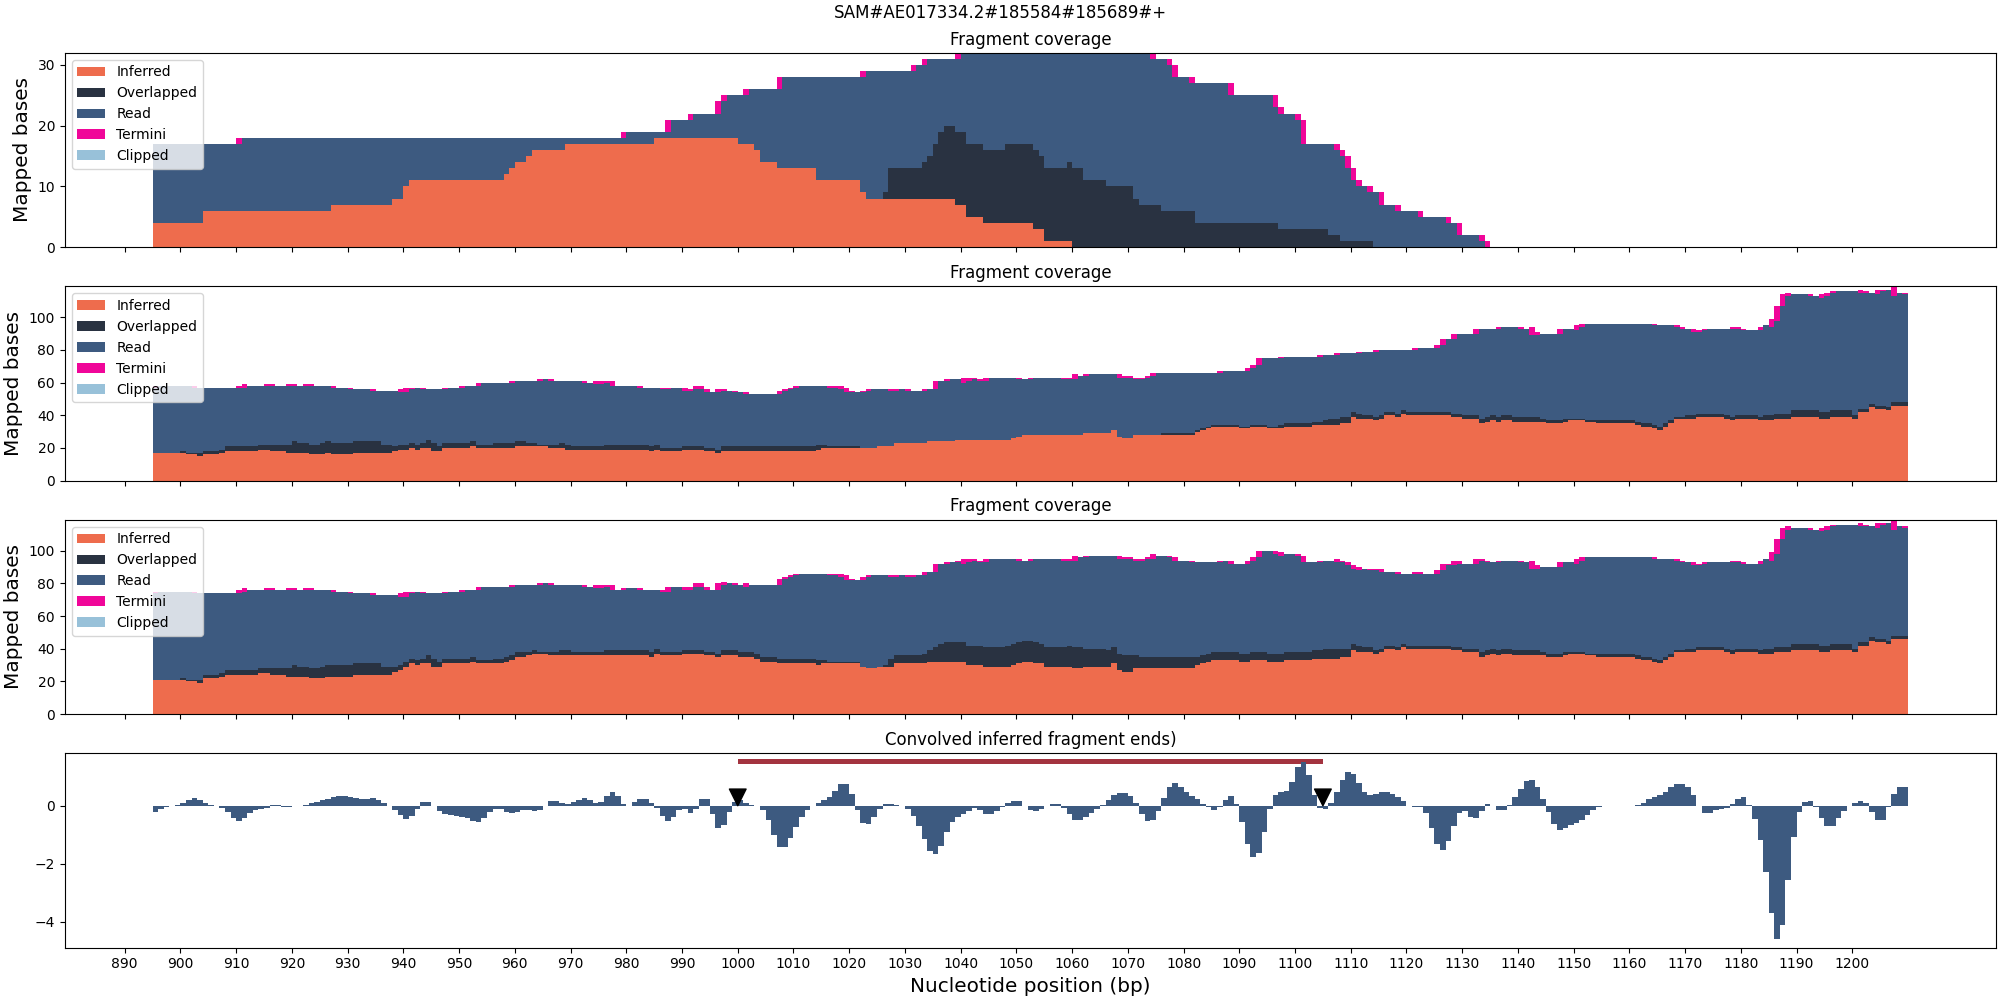 SAM#AE017334.2#185584#185689#+
Fragment coverage
Mapped bases
30
20
10
0
Inferred
Overlapped
Read
Termini
Clipped
Fragment coverage
Mapped bases
100
80
60
40
20
0
Inferred
Overlapped
Read
Termini
Clipped
Fragment coverage
Mapped bases
100
80
60
40
20
0
Inferred
Overlapped
Read
Termini
Clipped
Convolved inferred fragment ends)
0
−2
−4
890 900 910 920 930 940 950 960 970 980 990 1000 1010 1020 1030 1040 1050 1060 1070 1080 1090 1100 1110 1120 1130 1140 1150 1160 1170 1180 1190 1200
Nucleotide position (bp)